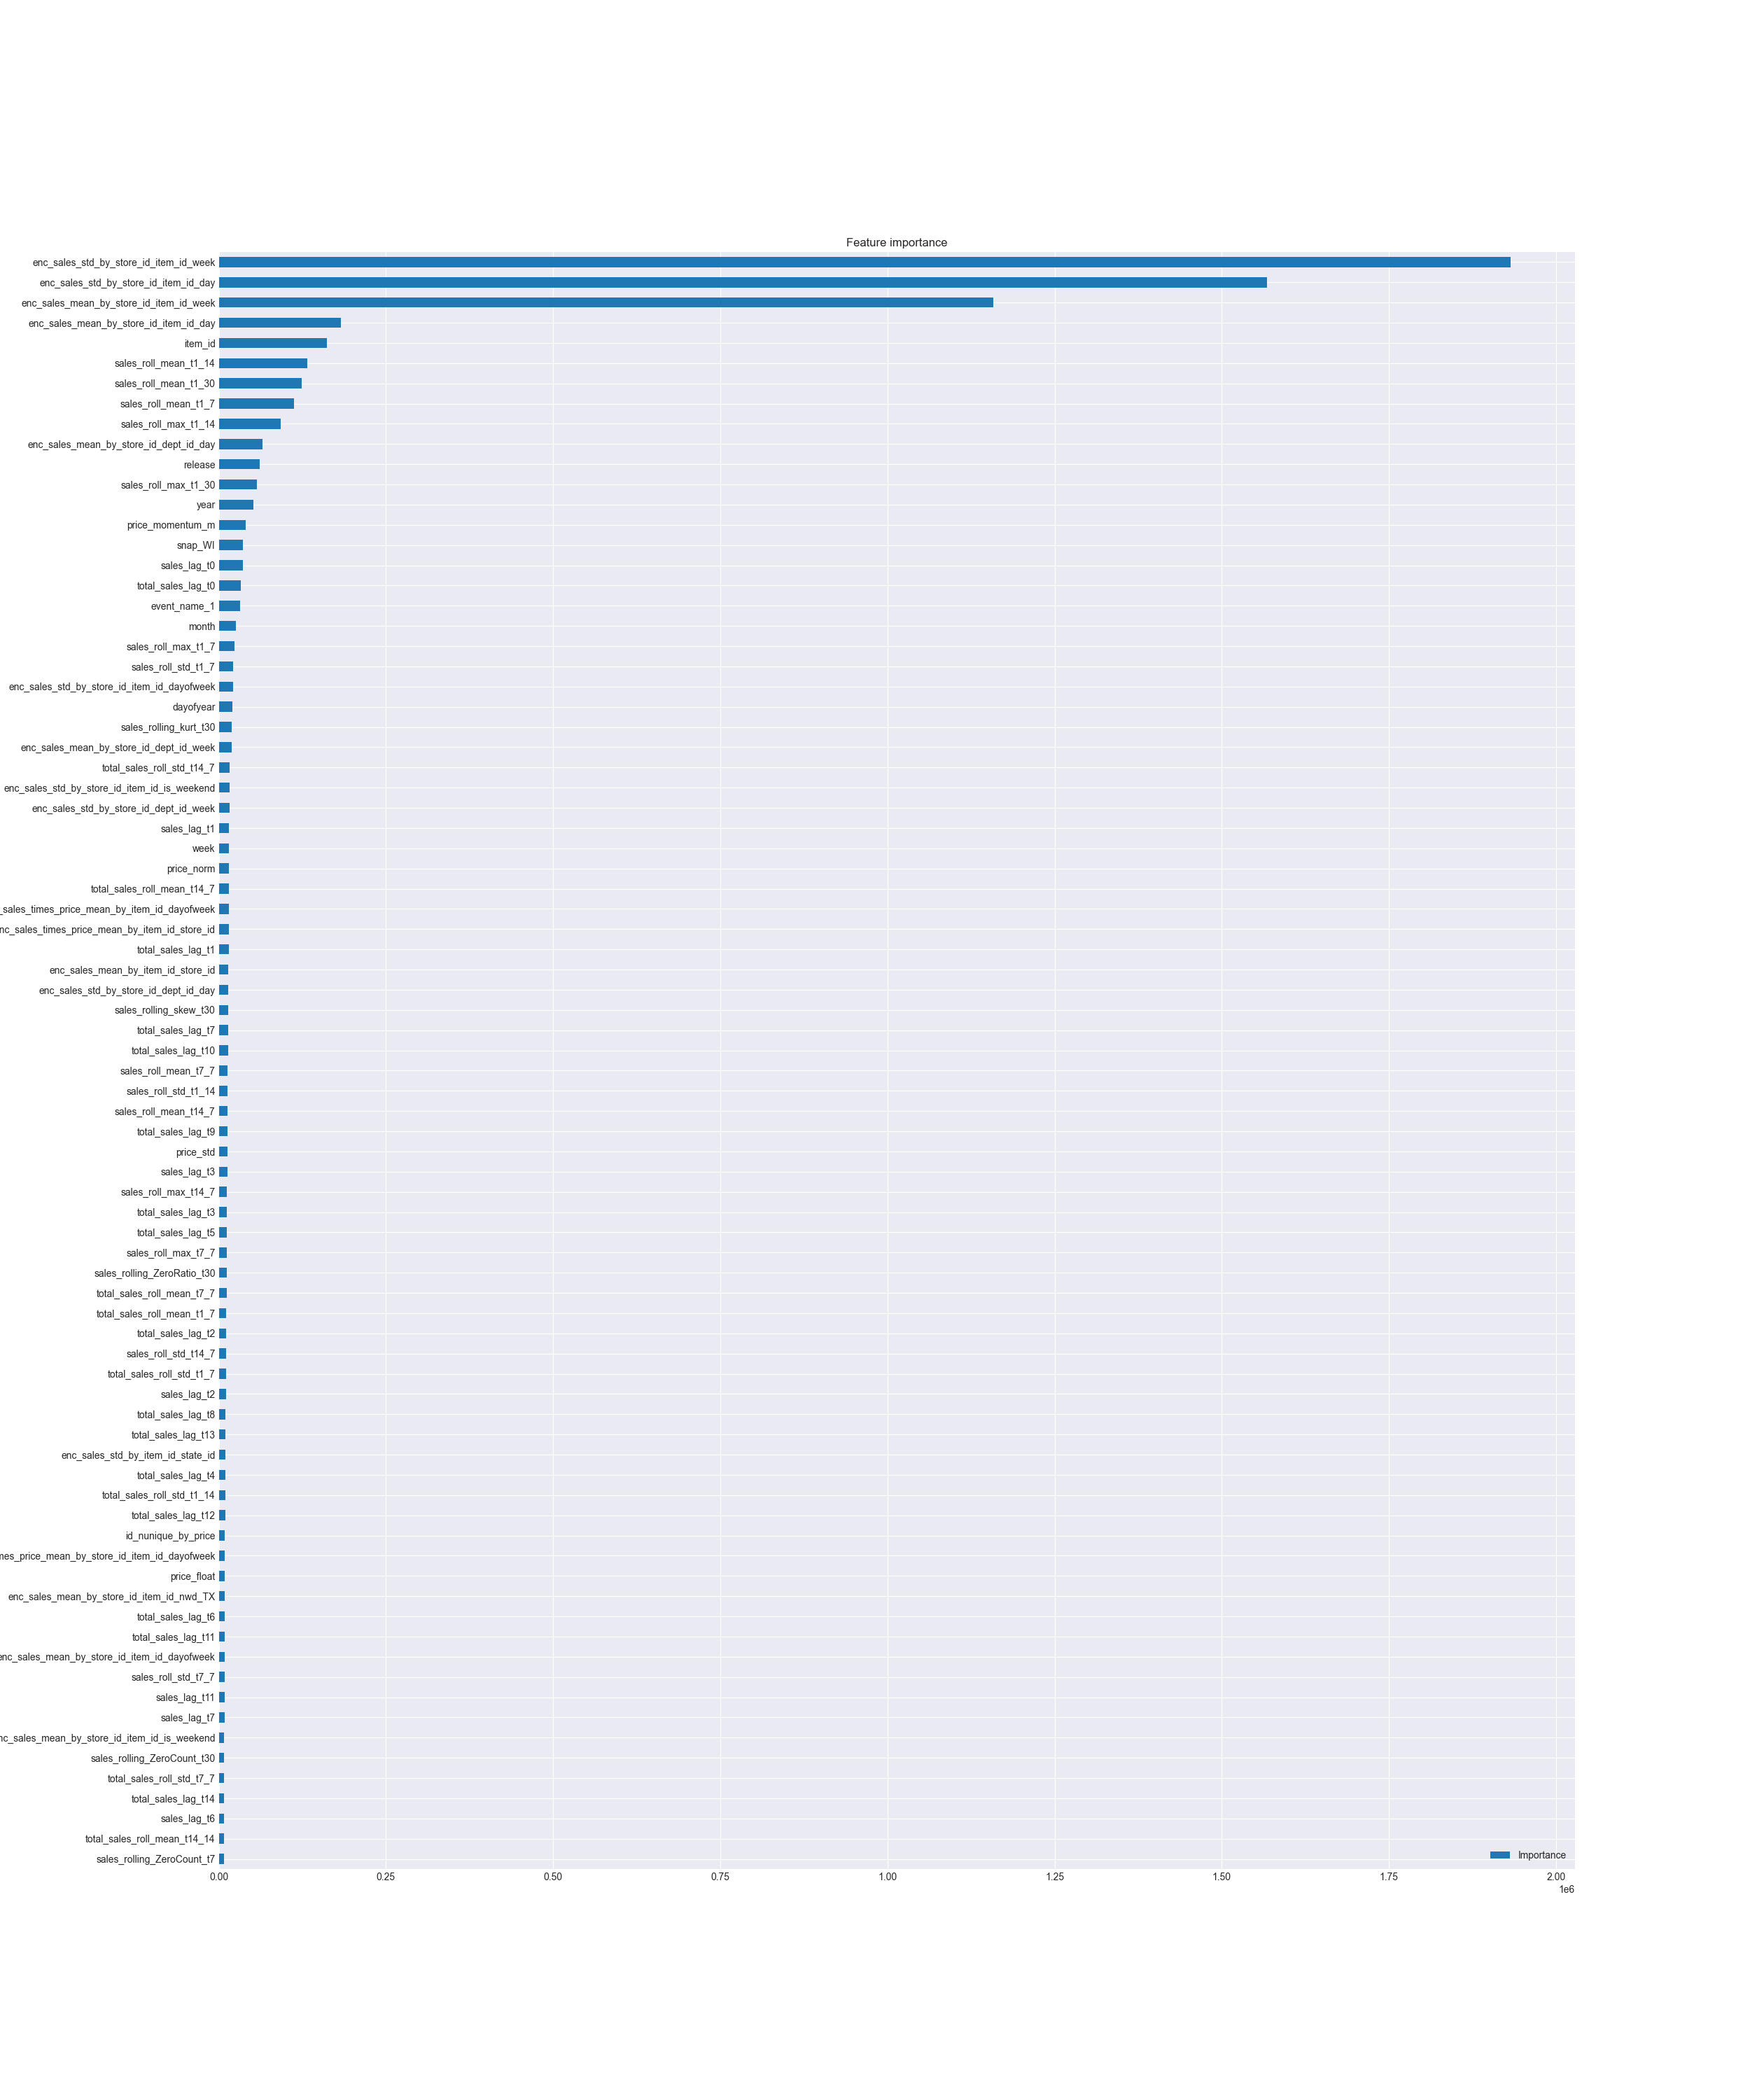 Feature importance
enc_sales_std_by_store_id_item_id_week
enc_sales_std_by_store_id_item_id_day
enc_sales_mean_by_store_id_item_id_week
enc_sales_mean_by_store_id_item_id_day
item_id
sales_roll_mean_t1_14
sales_roll_mean_t1_30
sales_roll_mean_t1_7
sales_roll_max_t1_14
enc_sales_mean_by_store_id_dept_id_day
release
sales_roll_max_t1_30
year
price_momentum_m
snap_WI
sales_lag_t0
total_sales_lag_t0
event_name_1
month
sales_roll_max_t1_7
sales_roll_std_t1_7
enc_sales_std_by_store_id_item_id_dayofweek
dayofyear
sales_rolling_kurt_t30
enc_sales_mean_by_store_id_dept_id_week
total_sales_roll_std_t14_7
enc_sales_std_by_store_id_item_id_is_weekend
enc_sales_std_by_store_id_dept_id_week
sales_lag_t1
week
price_norm
total_sales_roll_mean_t14_7
_sales_times_price_mean_by_item_id_dayofweek
nc_sales_times_price_mean_by_item_id_store_id
total_sales_lag_t1
enc_sales_mean_by_item_id_store_id
enc_sales_std_by_store_id_dept_id_day
sales_rolling_skew_t30
total_sales_lag_t7
total_sales_lag_t10
sales_roll_mean_t7_7
sales_roll_std_t1_14
sales_roll_mean_t14_7
total_sales_lag_t9
price_std
sales_lag_t3
sales_roll_max_t14_7
total_sales_lag_t3
total_sales_lag_t5
sales_roll_max_t7_7
sales_rolling_ZeroRatio_t30
total_sales_roll_mean_t7_7
total_sales_roll_mean_t1_7
total_sales_lag_t2
sales_roll_std_t14_7
total_sales_roll_std_t1_7
sales_lag_t2
total_sales_lag_t8
total_sales_lag_t13
enc_sales_std_by_item_id_state_id
total_sales_lag_t4
total_sales_roll_std_t1_14
total_sales_lag_t12
id_nunique_by_price
mes_price_mean_by_store_id_item_id_dayofweek
price_float
enc_sales_mean_by_store_id_item_id_nwd_TX
total_sales_lag_t6
total_sales_lag_t11
enc_sales_mean_by_store_id_item_id_dayofweek
sales_roll_std_t7_7
sales_lag_t11
sales_lag_t7
nc_sales_mean_by_store_id_item_id_is_weekend
sales_rolling_ZeroCount_t30
total_sales_roll_std_t7_7
total_sales_lag_t14
sales_lag_t6
total_sales_roll_mean_t14_14
sales_rolling_ZeroCount_t7
Importance
0.00 0.25 0.50 0.75 1.00 1.25 1.50 1.75 2.00
1e6